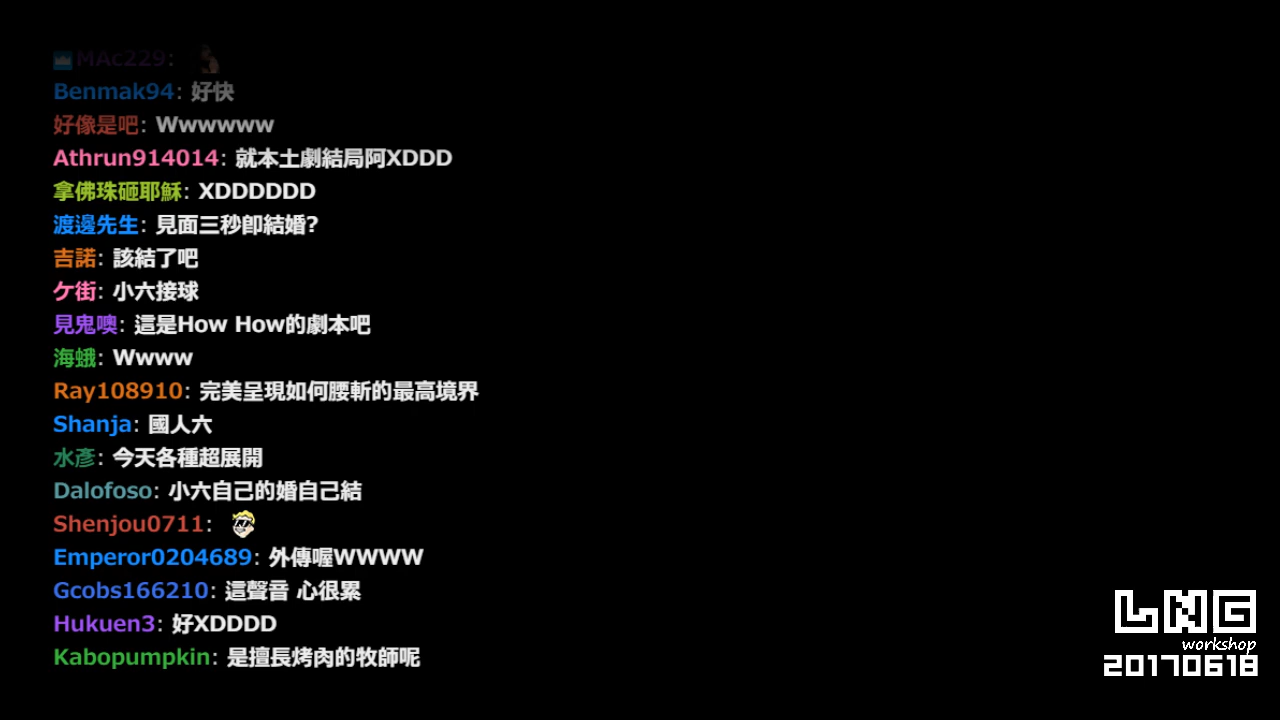 MAc229:
Benmak94: 好快
好像是吧: Wwwwww
Athrun914014: 就本土劇結局阿XDDD
拿佛珠砸耶穌: XDDDDDD
渡邊先生: 見面三秒卽結婚?
吉諾: 該結了吧
ケ街: 小六接球
見鬼噢: 這是How How的劇本吧
海蛾: Wwww
Ray108910: 完美呈現如何腰斬的最高境界
Shanja: 國人六
水彥: 今天各種超展開
Dalofoso: 小六自己的婚自己結
Shenjou0711:
Emperor0204689: 外傳喔WWWW
Gcobs166210: 這聲音 心很累
Hukuen3: 好XDDDD
Kabopumpkin: 是擅長烤肉的牧師呢
LNG
workshop
20170618